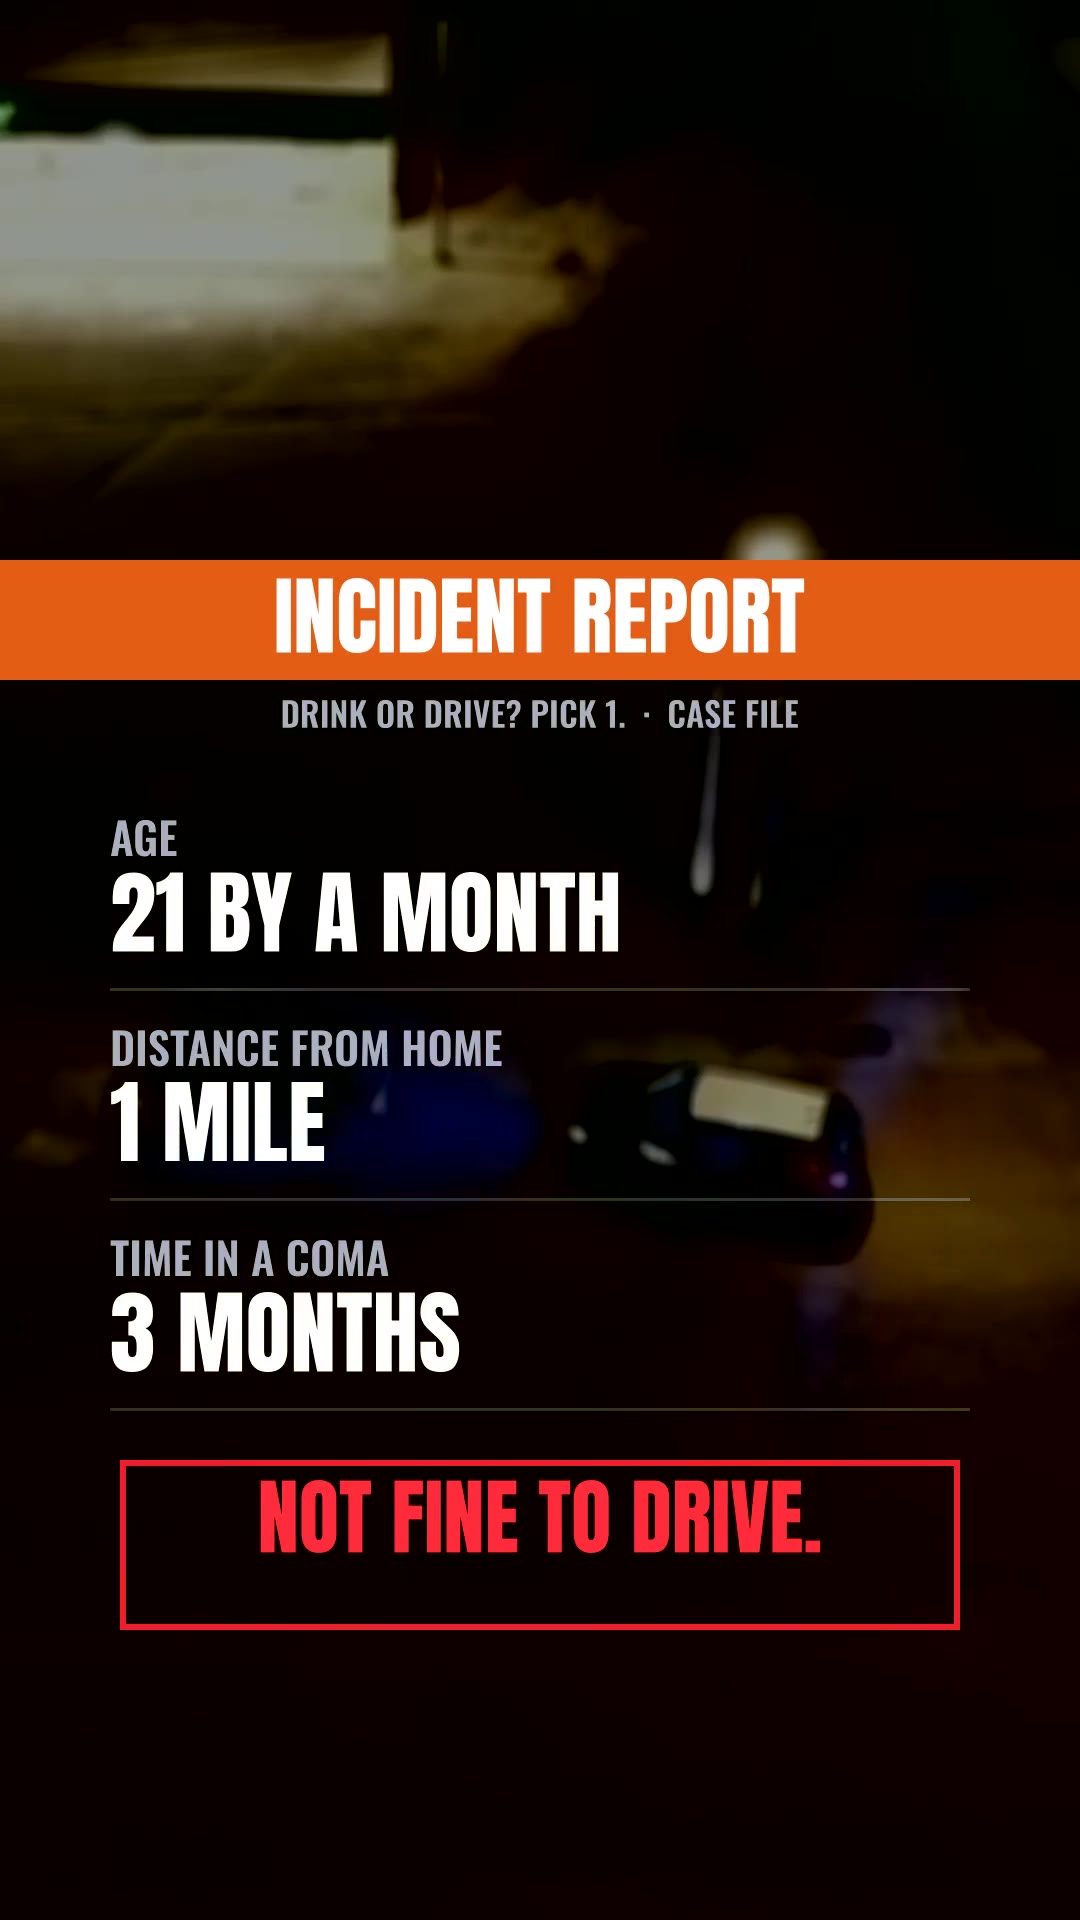 INCIDENT REPORT
DRINK OR DRIVE? PICK 1. · CASE FILE
AGE
21 BY A MONTH
DISTANCE FROM HOME
1 MILE
TIME IN A COMA
3 MONTHS
NOT FINE TO DRIVE.